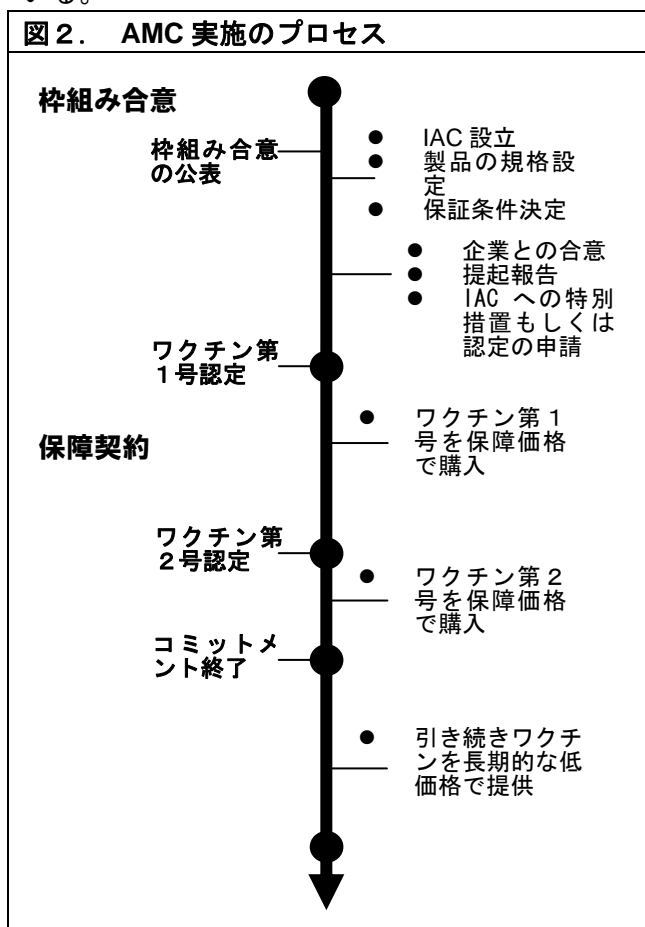 図２． AMC 実施のプロセス
枠組み合意
枠組み合意
の公表
● IAC 設立
● 製品の規格設
定
● 保証条件決定
● 企業との合意
● 提起報告
● IAC への特別
措置もしくは
認定の申請
ワクチン第
１号認定
● ワクチン第１
号を保障価格
で購入
保障契約
ワクチン第
２号認定
● ワクチン第２
号を保障価格
で購入
コミットメ
ント終了
● 引き続きワクチ
ンを長期的な低
価格で提供